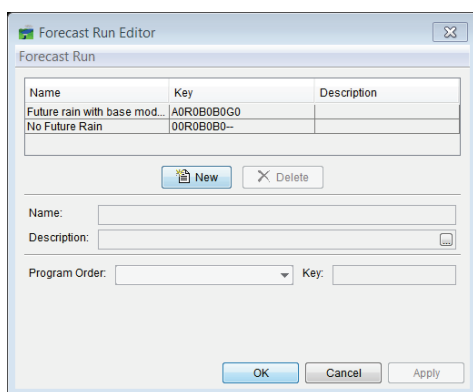 Forecast Run Editor
Forecast Run
Name Key Description
Future rain with base mod... A0R0B0B0G0
No Future Rain 00R0B0B0--
New Delete
Name:
Description: ...
Program Order: Key:
OK Cancel Apply